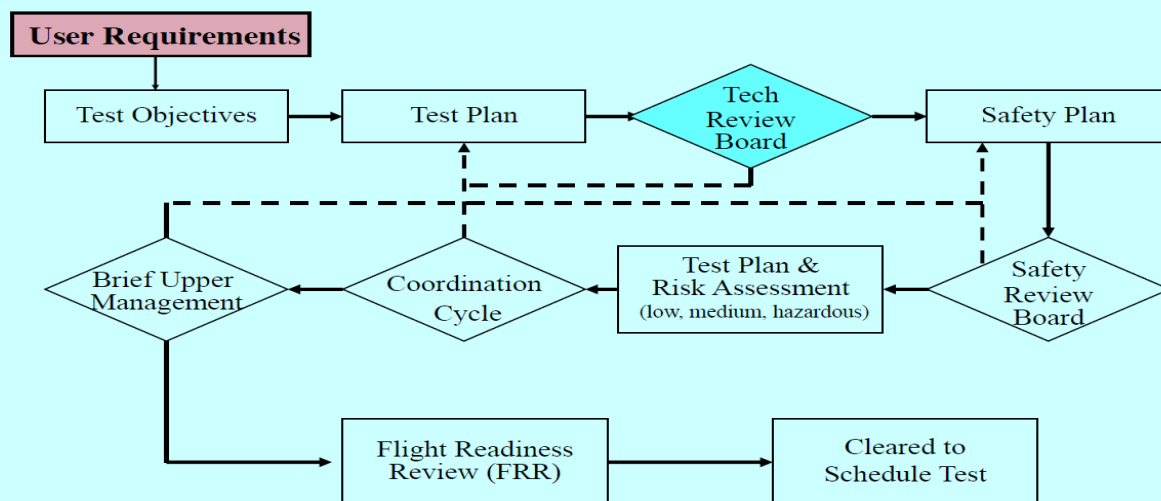 User Requirements
Test Objectives
Test Plan
Tech
Review
Board
Safety Plan
Brief Upper
Management
Coordination
Cycle
Test Plan &
Risk Assessment
(low, medium, hazardous)
Safety
Review
Board
Flight Readiness
Review (FRR)
Cleared to
Schedule Test